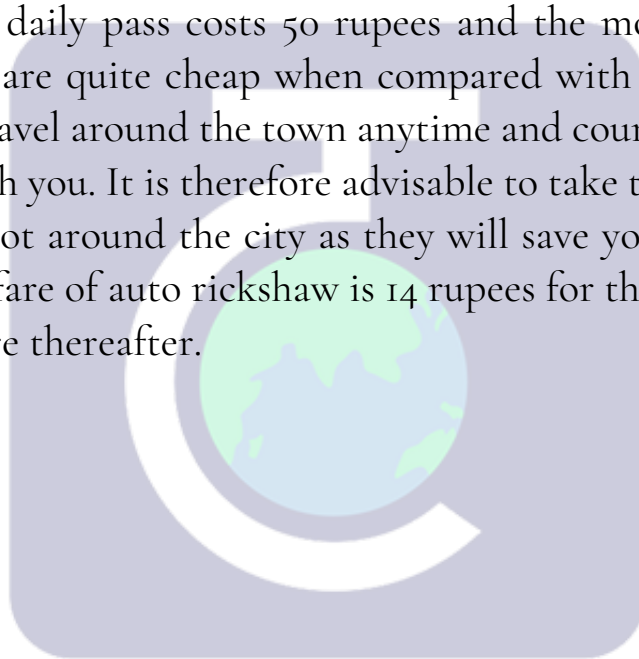 daily pass costs 50 rupees and the mo
are quite cheap when compared with
avel around the town anytime and coun
h you. It is therefore advisable to take t
ot around the city as they will save yo
fare of auto rickshaw is 14 rupees for th
e thereafter.